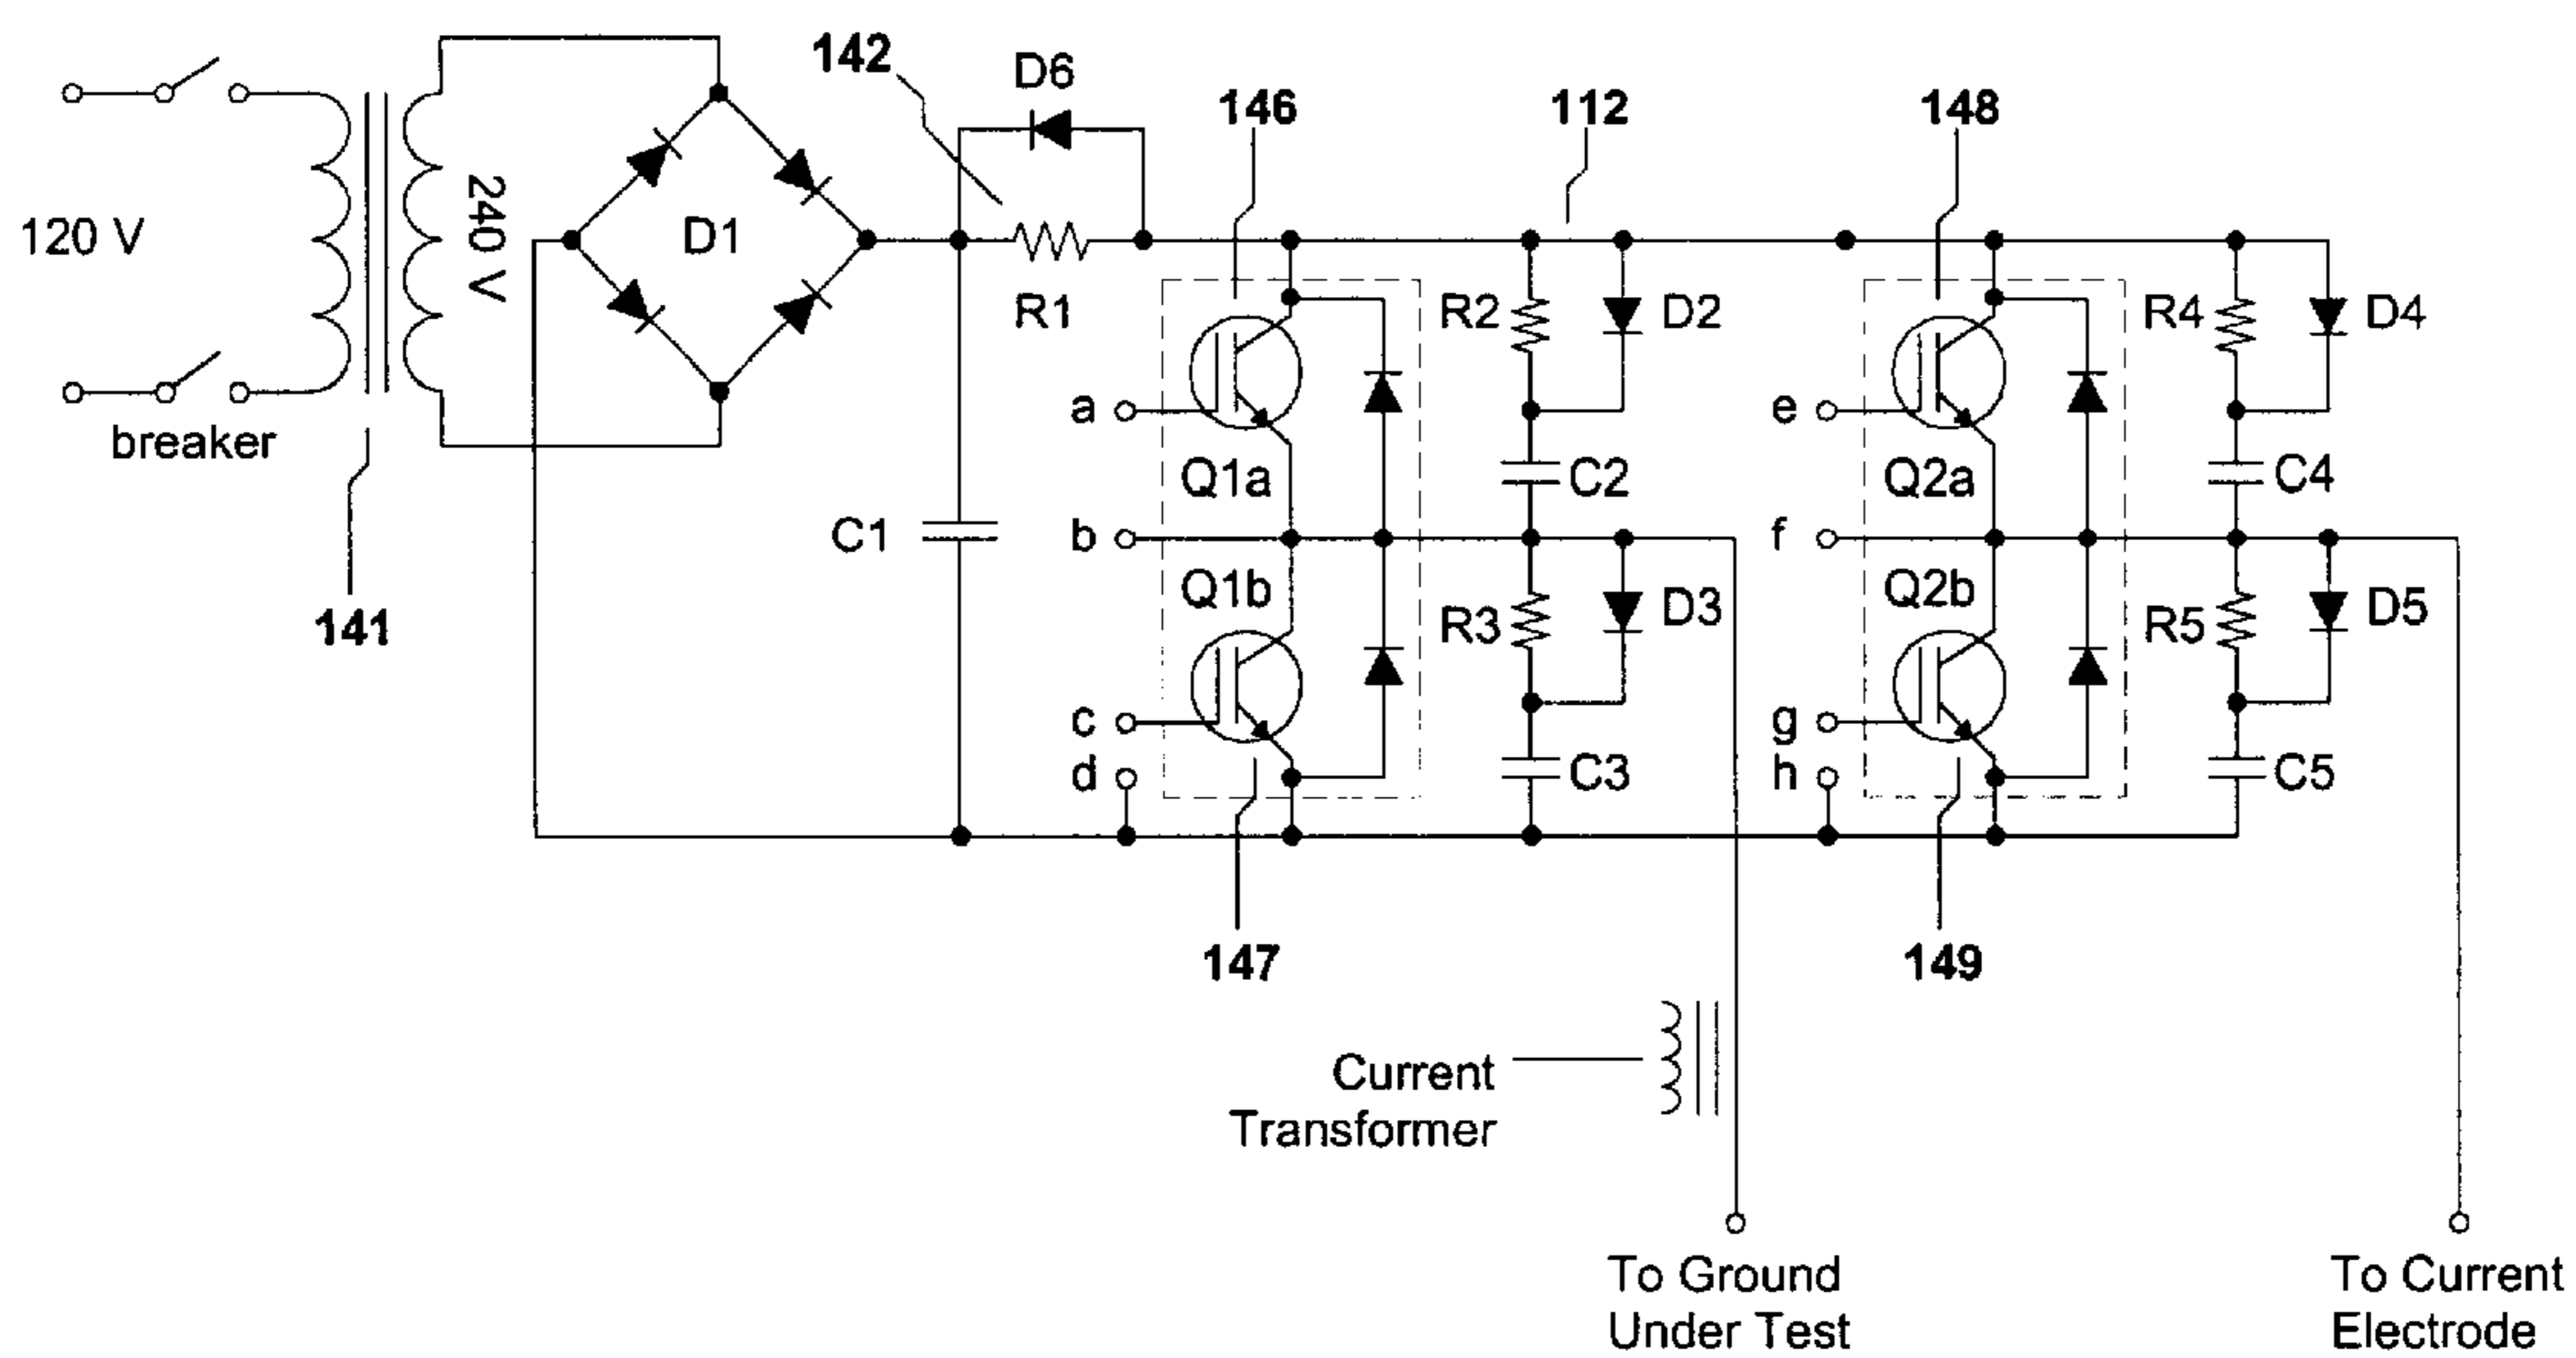 142
D6
146
112
148
120 V
240 V
D1
R1
R2
D2
R4
D4
a
e
breaker
Q1a
C2
Q2a
C4
C1
b
f
Q1b
Q2b
141
R3
D3
R5
D5
c
g
d
C3
h
C5
147
149
Current
Transformer
To Ground
Under Test
To Current
Electrode